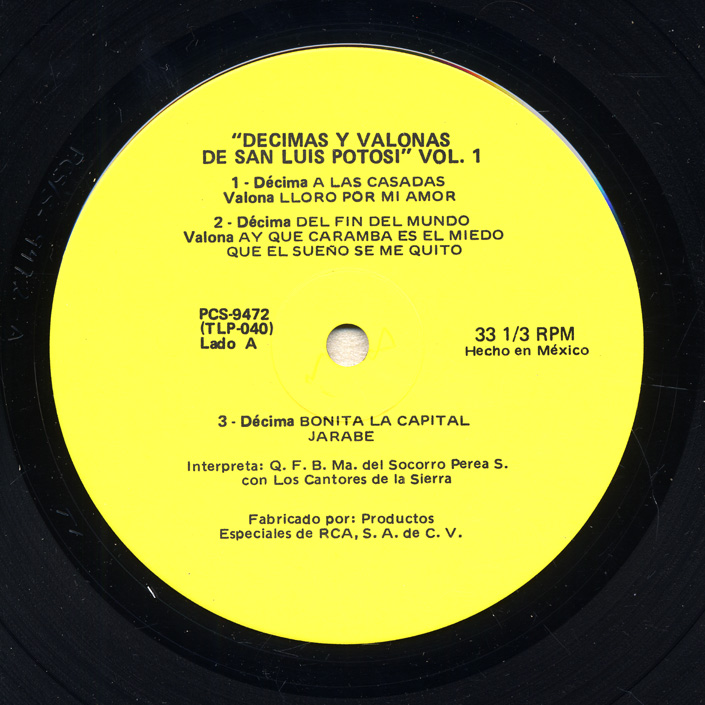 "DECIMAS Y VALONAS
DE SAN LUIS POTOSI" VOL. 1
1 - Décima A LAS CASADAS
Valona LLORO POR MI AMOR
2 - Décima DEL FIN DEL MUNDO
Valona AY QUE CARAMBA ES EL MIEDO
QUE EL SUEÑO SE ME QUITO
PCS-9472
(TLP-040)
Lado A
33 1/3 RPM
Hecho en México
3 - Décima BONITA LA CAPITAL
JARABE
Interpreta: Q. F. B. Ma. del Socorro Perea S.
con Los Cantores de la Sierra
Fabricado por: Productos
Especiales de RCA, S. A. de C. V.